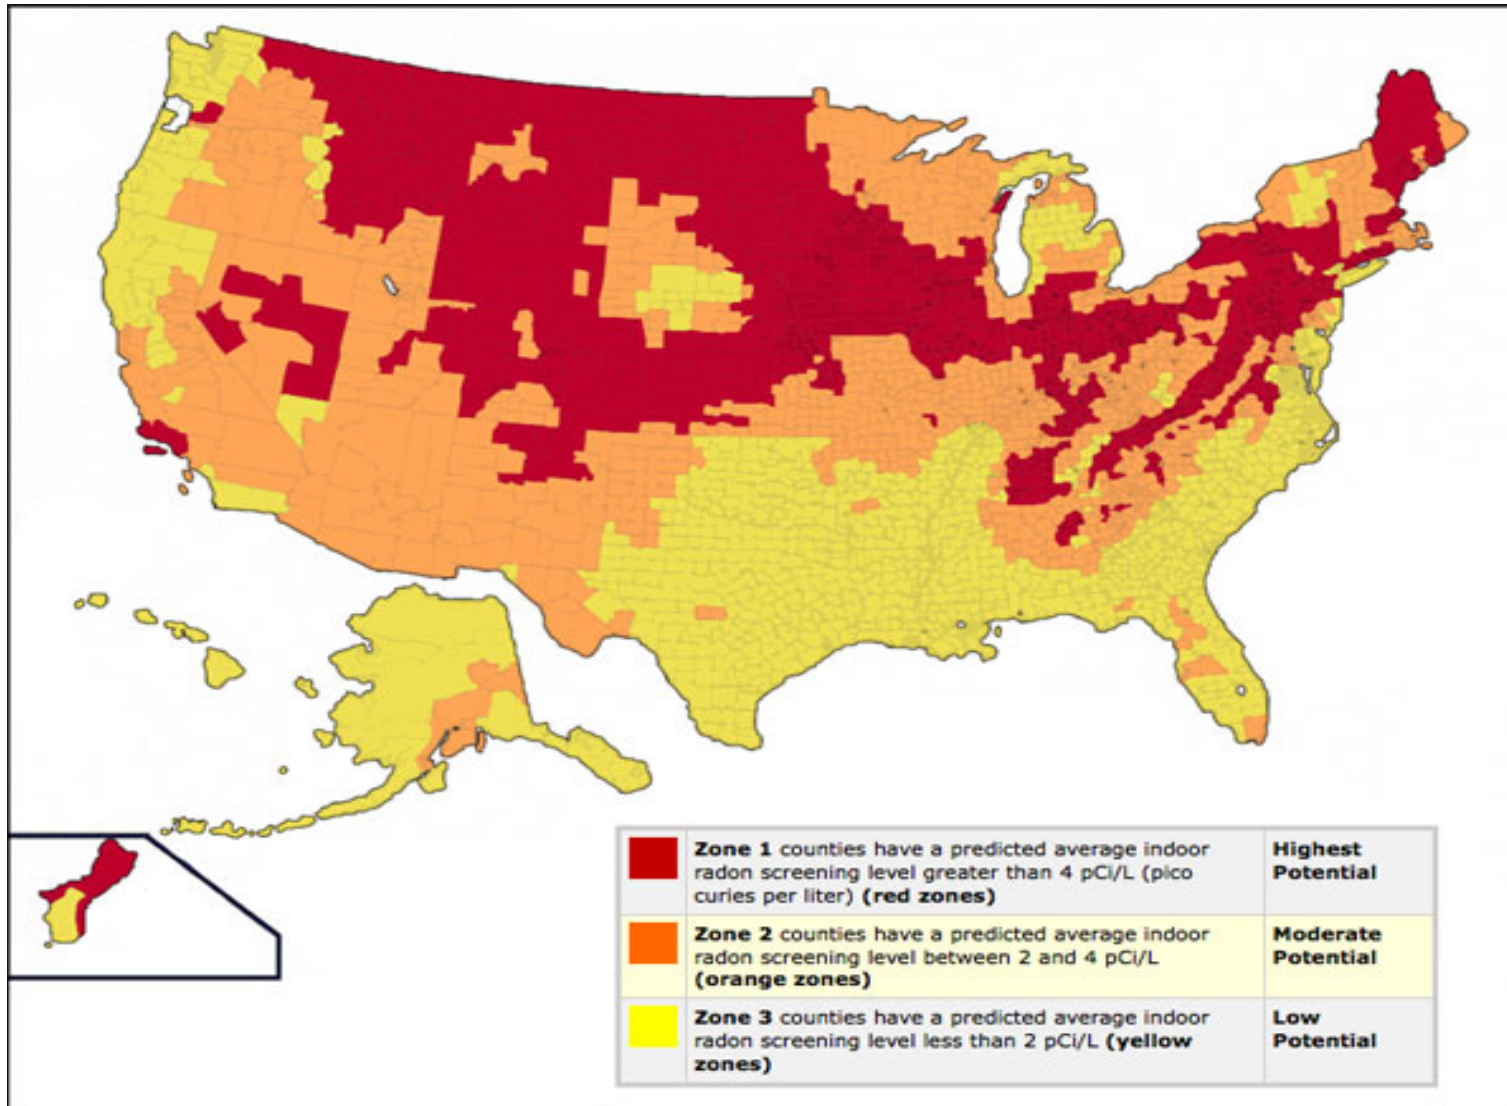 Zone 1 counties have a predicted average indoor
radon screening level greater than 4 pCi/L (pico
curies per liter) (red zones)
Highest
Potential
Zone 2 counties have a predicted average indoor
radon screening level between 2 and 4 pCi/L
(orange zones)
Moderate
Potential
Zone 3 counties have a predicted average indoor
radon screening level less than 2 pCi/L (yellow
zones)
Low
Potential